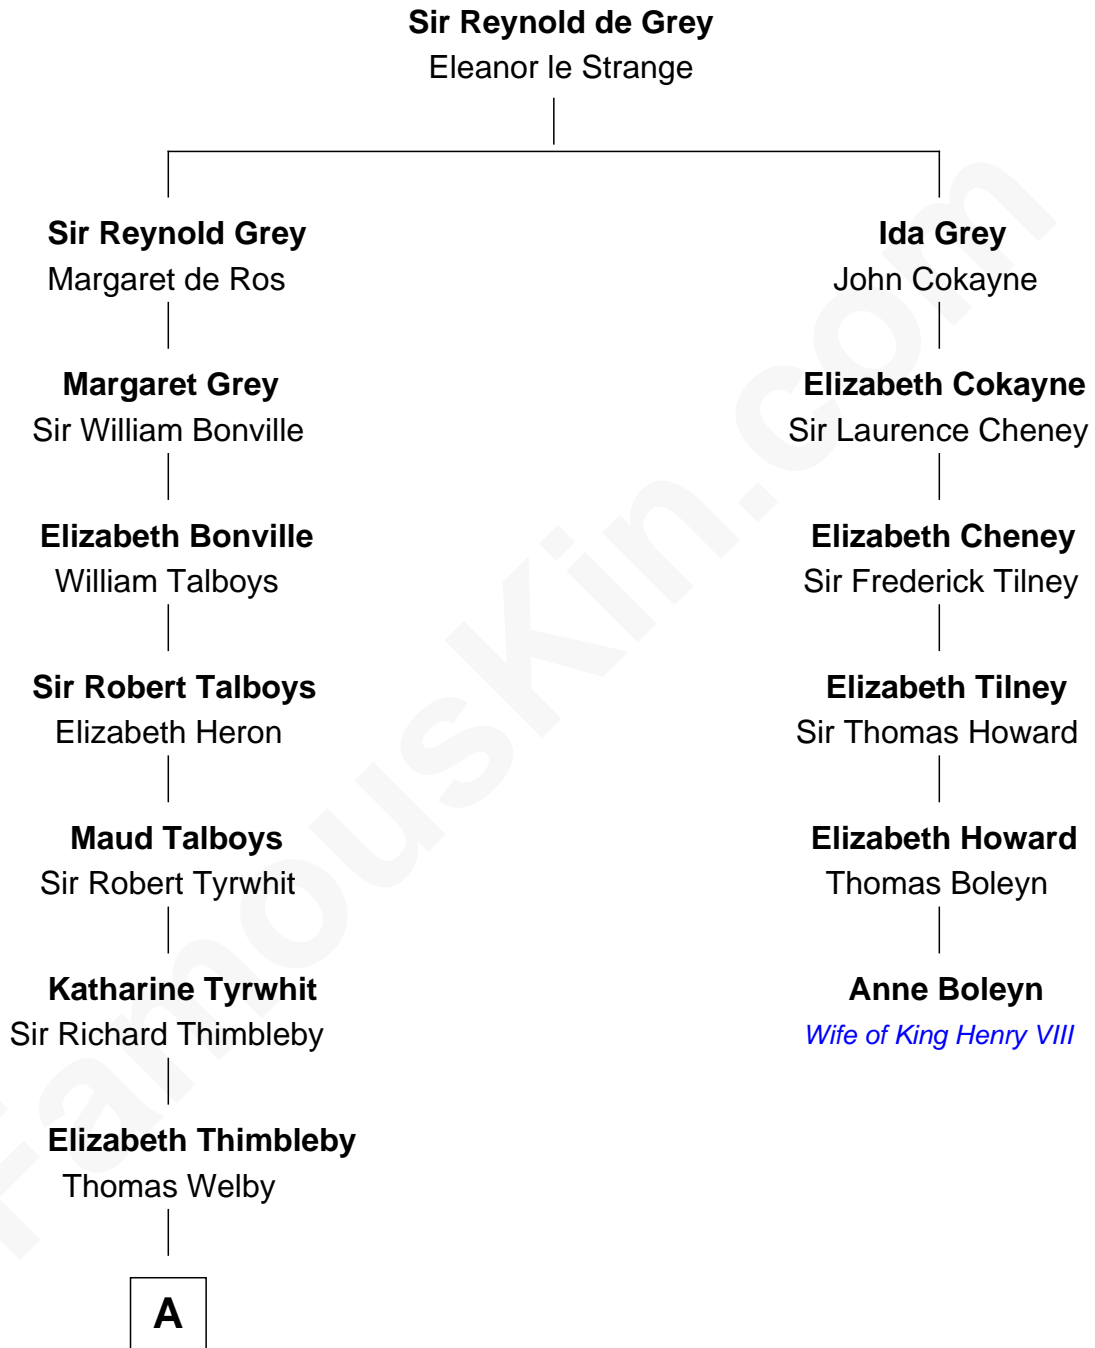 Sir Reynold de Grey
Eleanor le Strange
Sir Reynold Grey
Margaret de Ros
Ida Grey
John Cokayne
Margaret Grey
Sir William Bonville
Elizabeth Cokayne
Sir Laurence Cheney
Elizabeth Bonville
William Talboys
Elizabeth Cheney
Sir Frederick Tilney
Sir Robert Talboys
Elizabeth Heron
Elizabeth Tilney
Sir Thomas Howard
Maud Talboys
Sir Robert Tyrwhit
Elizabeth Howard
Thomas Boleyn
Katharine Tyrwhit
Sir Richard Thimbleby
Anne Boleyn
Wife of King Henry VIII
Elizabeth Thimbleby
Thomas Welby
A
FamousKin.com